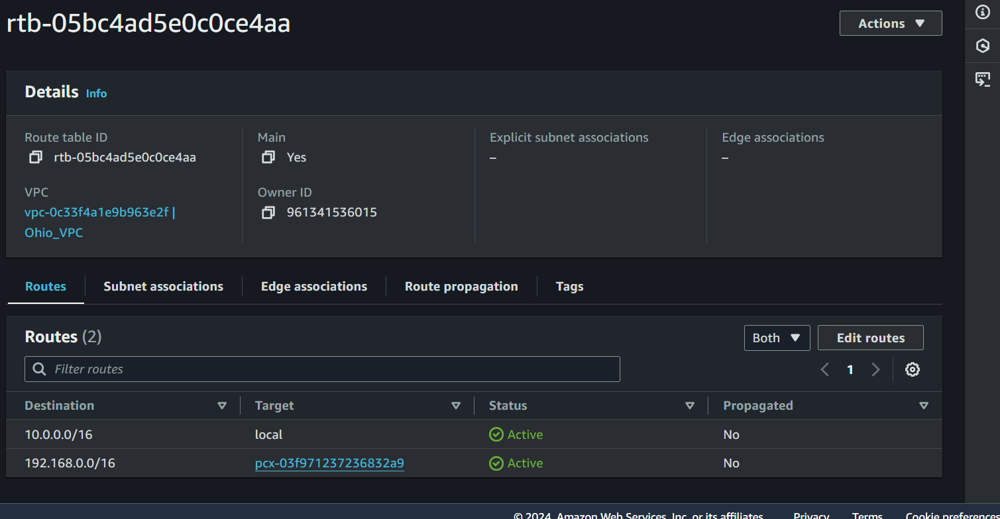 rtb-05bc4ad5e0c0ce4aa
Actions
Details Info
Route table ID
rtb-05bc4ad5e0c0ce4aa
Main
Yes
Explicit subnet associations
–
Edge associations
–
VPC
vpc-0c33f4a1e9b963e2f |
Ohio_VPC
Owner ID
961341536015
Routes Subnet associations Edge associations Route propagation Tags
Routes (2)
Both Edit routes
Filter routes
1
Destination Target Status Propagated
10.0.0.0/16 local Active No
192.168.0.0/16 pcx-03f971237236832a9 Active No
© 2024, Amazon Web Services, Inc. or its affiliates. Privacy Terms Cookie preferences